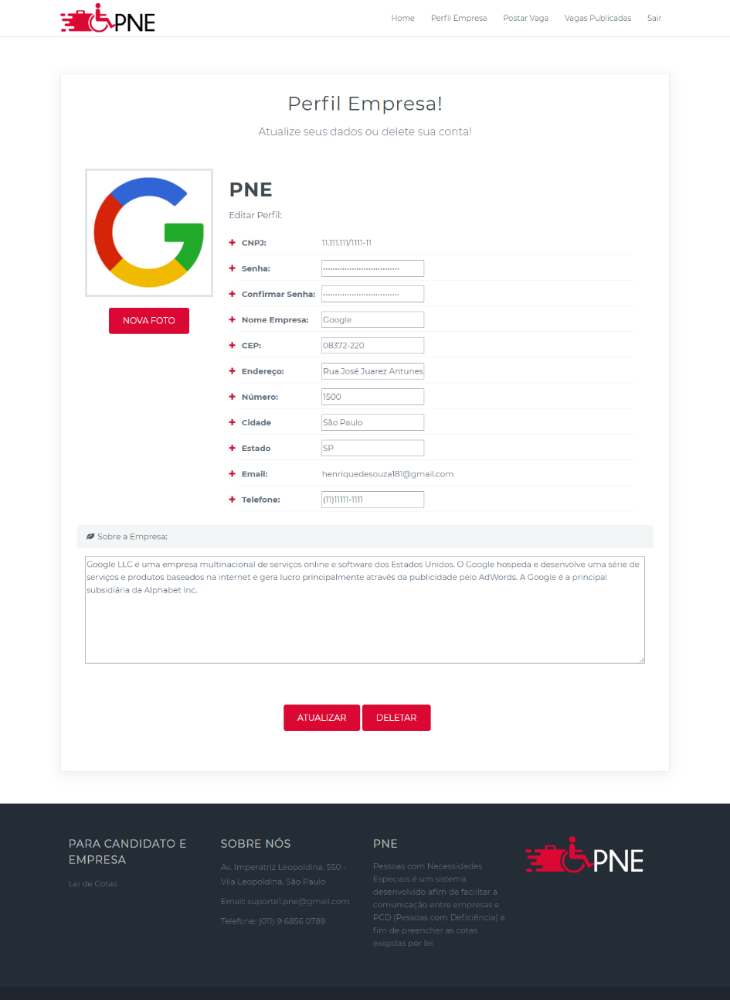 PNE
Home
Perfil Empresa
Postar Vaga
Vagas Publicadas
Sair
Perfil Empresa!
Atualize seus dados ou delete sua conta!
NOVA FOTO
PNE
Editar Perfil:
CNPJ: 11.111.111/1111-11
Senha: ································
Confirmar Senha: ································
Nome Empresa: Google
CEP: 08372-220
Endereço: Rua José Juarez Antunes
Número: 1500
Cidade São Paulo
Estado SP
Email: henriquedesouza181@gmail.com
Telefone: (11)11111-1111
Sobre a Empresa:
Google LLC é uma empresa multinacional de serviços online e software dos Estados Unidos. O Google hospeda e desenvolve uma série de
serviços e produtos baseados na internet e gera lucro principalmente através da publicidade pelo AdWords. A Google é a principal
subsidiária da Alphabet Inc.
ATUALIZAR
DELETAR
PARA CANDIDATO E
EMPRESA
Lei de Cotas
SOBRE NÓS
Av. Imperatriz Leopoldina, 550 -
Vila Leopoldina, São Paulo
Email: suporte1.pne@gmail.com
Telefone: (011) 9 6856 0789
PNE
Pessoas com Necessidades
Especiais é um sistema
desenvolvido afim de facilitar a
comunicação entre empresas e
PCD (Pessoas com Deficiência) a
fim de preencher as cotas
exigidas por lei
PNE